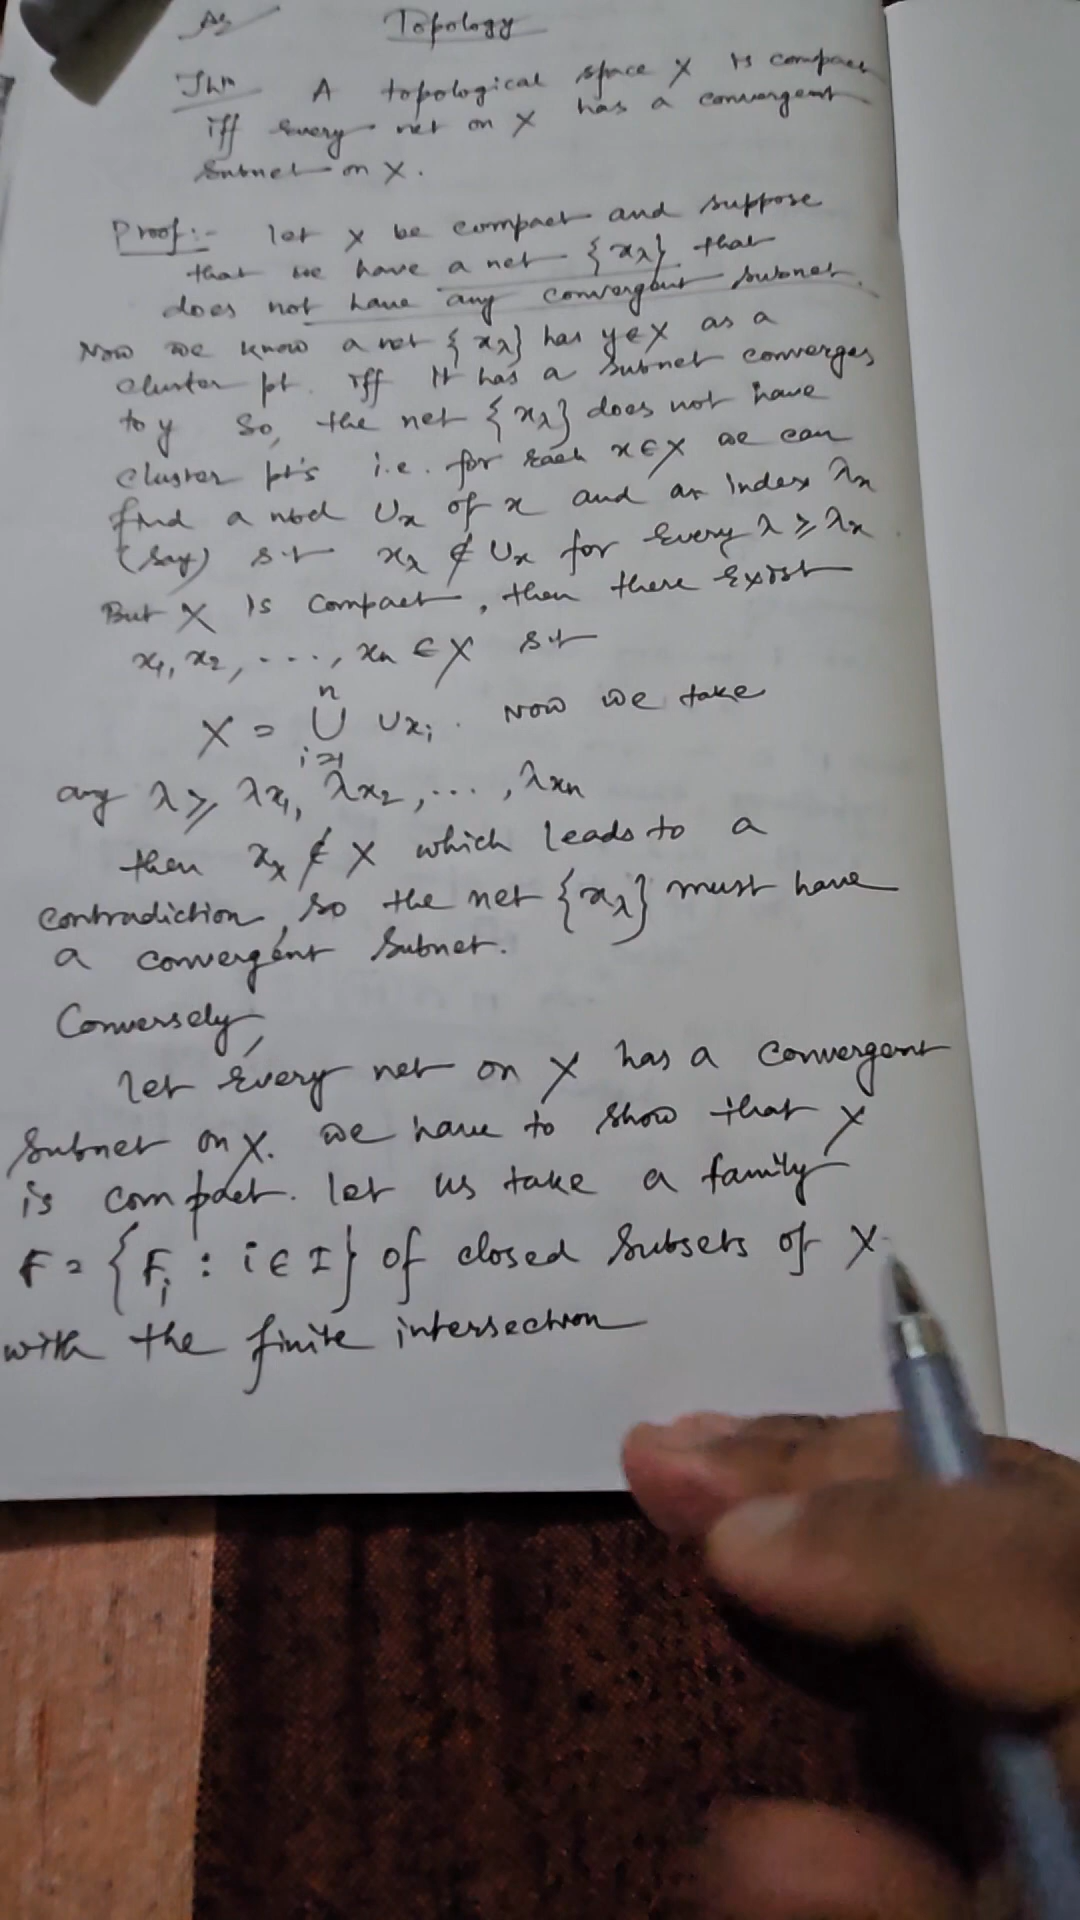 Topology
Thm A topological space X is compact
iff every net on X has a convergent
subnet on X.
Proof:- let X be compact and suppose
that we have a net {xλ} that
does not have any convergent subnet.
Now we know a net {xλ} has y∈X as a
cluster pt. iff it has a subnet converges
to y So, the net {xλ} does not have
cluster pt's i.e. for each x∈X we can
find a nbd Ux of x and an index λx
(say) s.t xλ ∉ Ux for every λ ≥ λx.
But X is compact, then there exist
x1, x2, ..., xn ∈ X s.t
X = ⋃_{i=1}^{n} Uxi. Now we take
any λ ≥ λx1, λx2, ..., λxn
then xλ ∉ X which leads to a
contradiction, so the net {xλ} must have
a convergent subnet.
Conversely,
let every net on X has a convergent
subnet on X. we have to show that X
is compact. let us take a family
F = {Fi : i ∈ I} of closed subsets of X
with the finite intersection